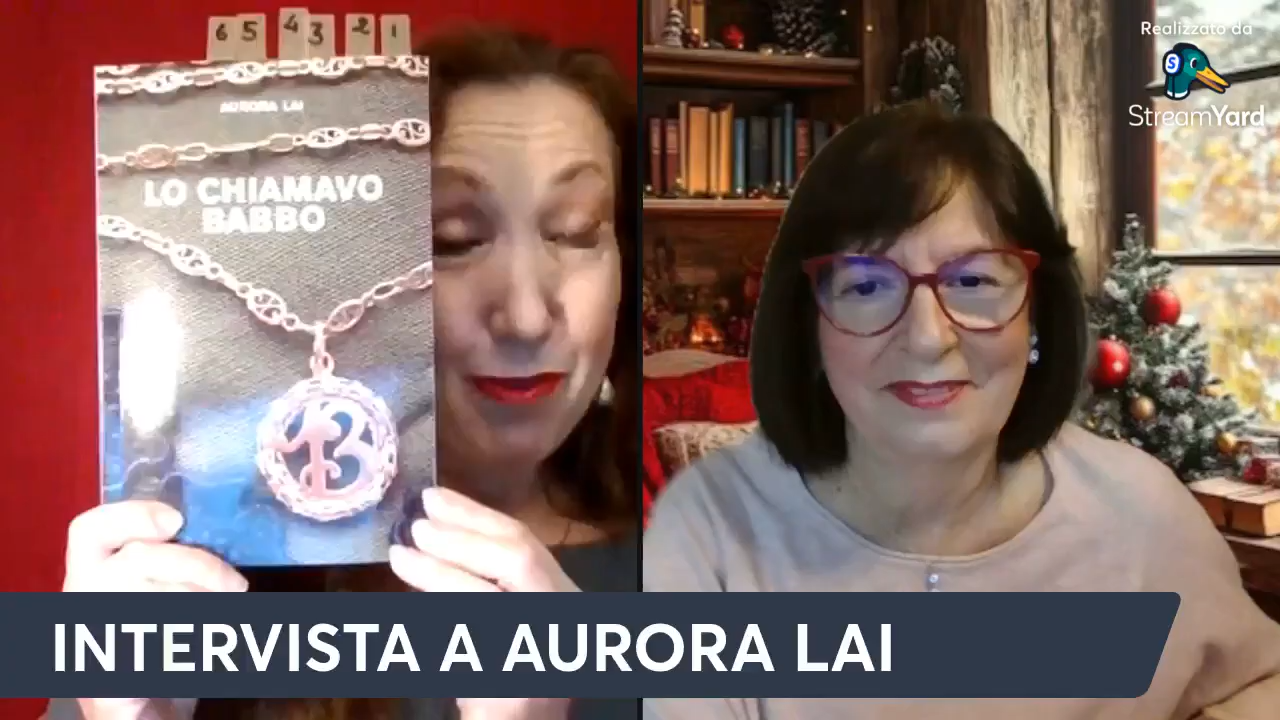 6 5 4 3 2 1
AURORA LAI
LO CHIAMAVO
BABBO
13
Realizzato da
S
StreamYard
INTERVISTA A AURORA LAI